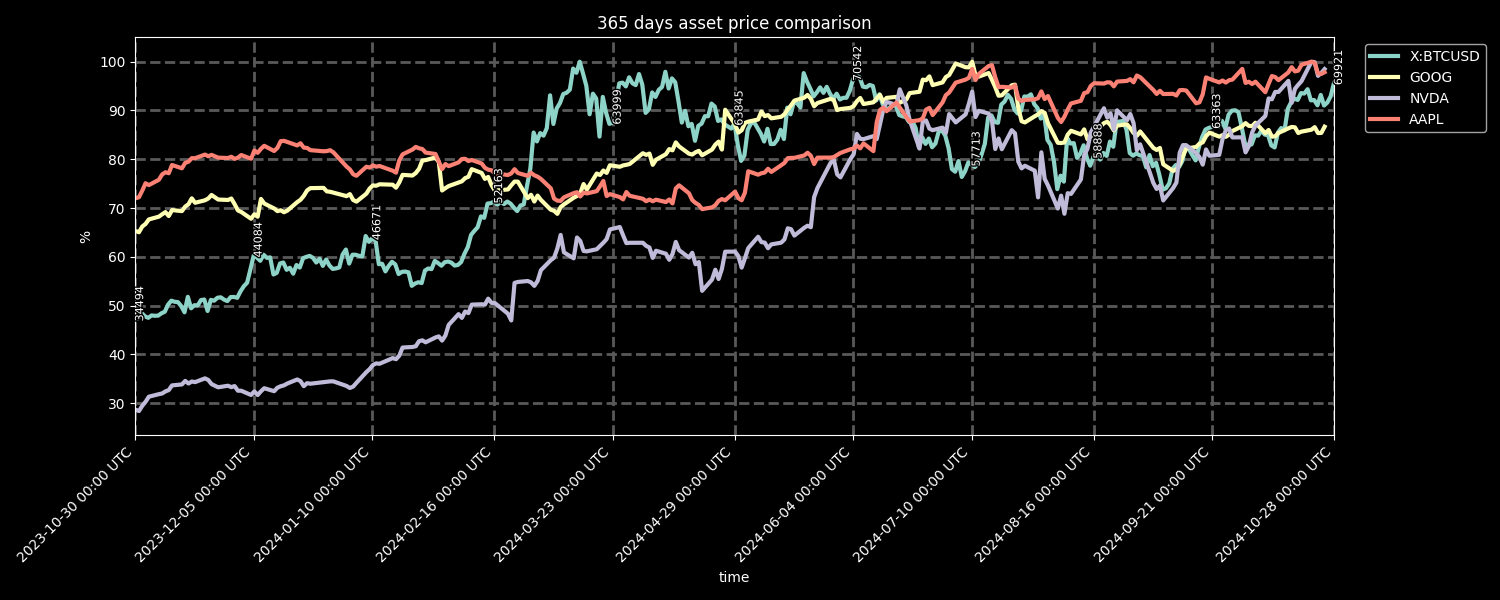 365 days asset price comparison
X:BTCUSD
GOOG
NVDA
AAPL
%
100
90
80
70
60
50
40
30
34494
44084
46671
52163
63999
63845
70542
57713
58888
63363
69921
2023-10-30 00:00 UTC
2023-12-05 00:00 UTC
2024-01-10 00:00 UTC
2024-02-16 00:00 UTC
2024-03-23 00:00 UTC
2024-04-29 00:00 UTC
2024-06-04 00:00 UTC
2024-07-10 00:00 UTC
2024-08-16 00:00 UTC
2024-09-21 00:00 UTC
2024-10-28 00:00 UTC
time